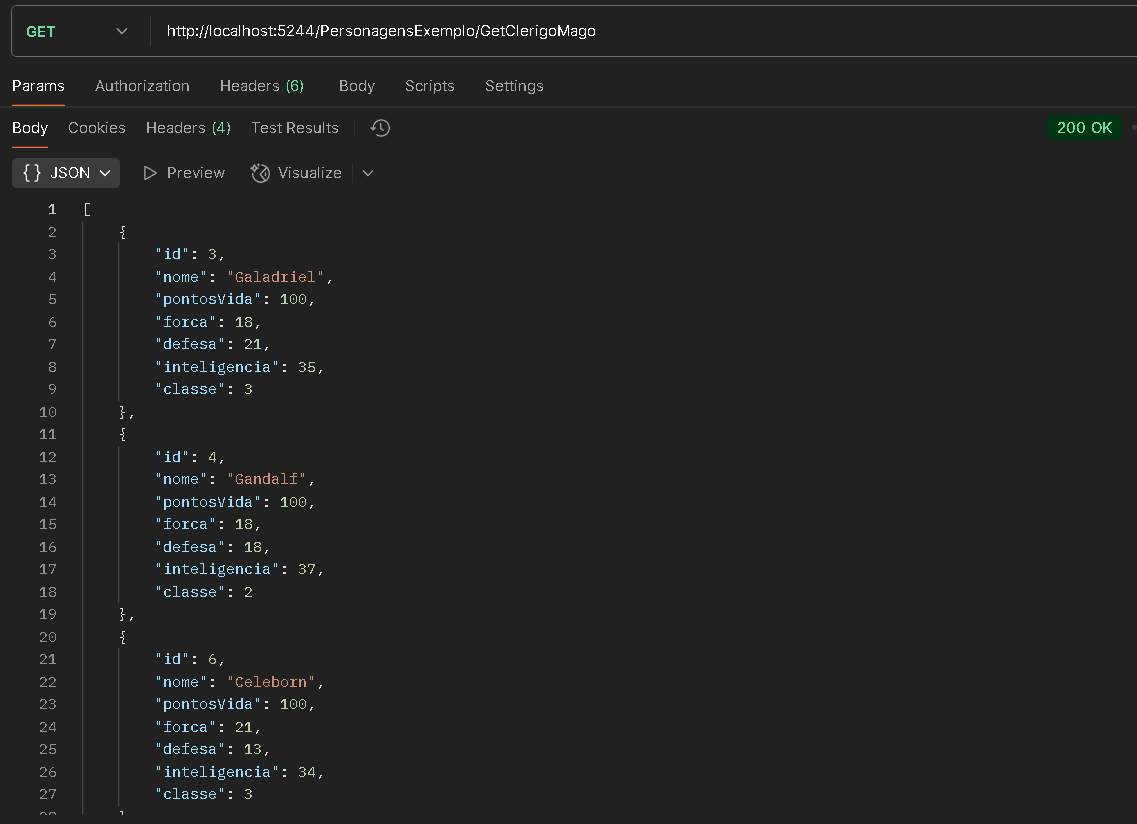 GET http://localhost:5244/PersonagensExemplo/GetClerigoMago
Params Authorization Headers (6) Body Scripts Settings
Body Cookies Headers (4) Test Results 200 OK
{} JSON Preview Visualize
1 [
2 {
3 "id": 3,
4 "nome": "Galadriel",
5 "pontosVida": 100,
6 "forca": 18,
7 "defesa": 21,
8 "inteligencia": 35,
9 "classe": 3
10 },
11 {
12 "id": 4,
13 "nome": "Gandalf",
14 "pontosVida": 100,
15 "forca": 18,
16 "defesa": 18,
17 "inteligencia": 37,
18 "classe": 2
19 },
20 {
21 "id": 6,
22 "nome": "Celeborn",
23 "pontosVida": 100,
24 "forca": 21,
25 "defesa": 13,
26 "inteligencia": 34,
27 "classe": 3